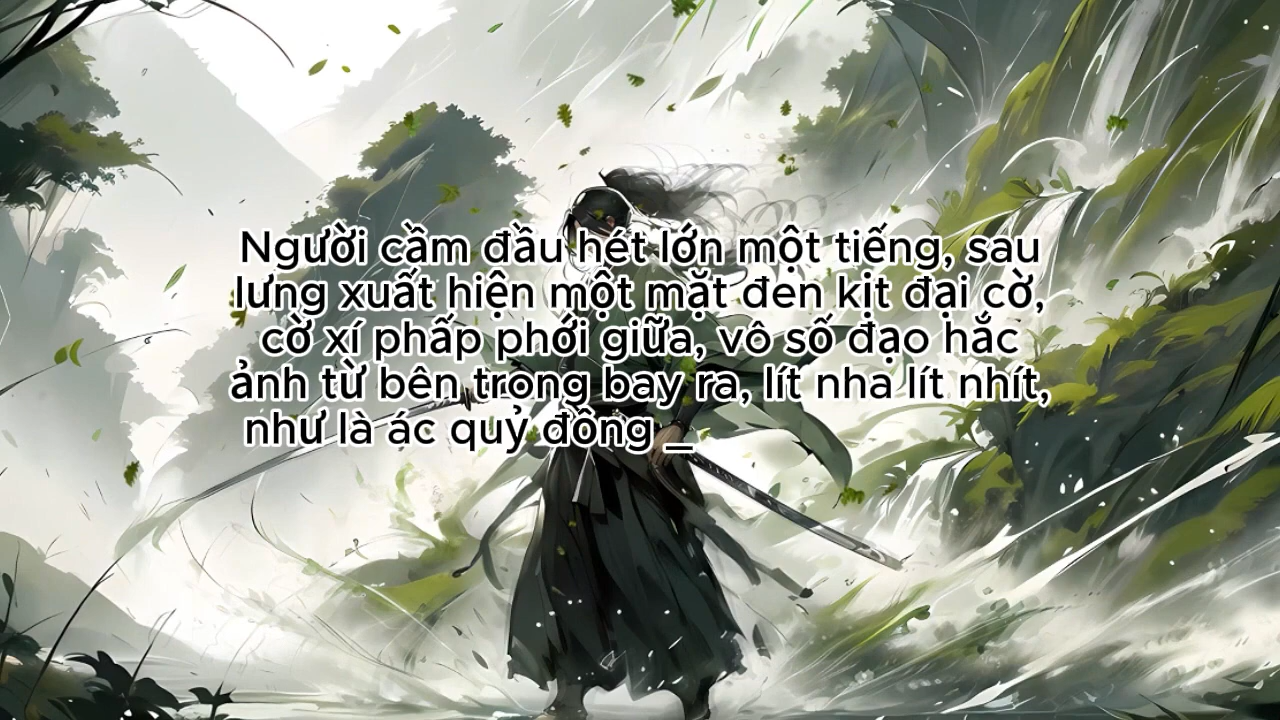 Người cầm đầu hét lớn một tiếng, sau
lưng xuất hiện một mặt đen kịt đại cờ,
cờ xí phấp phới giữa, vô số đạo hắc
ảnh từ bên trong bay ra, lít nha lít nhít,
như là ác quỷ đồng _